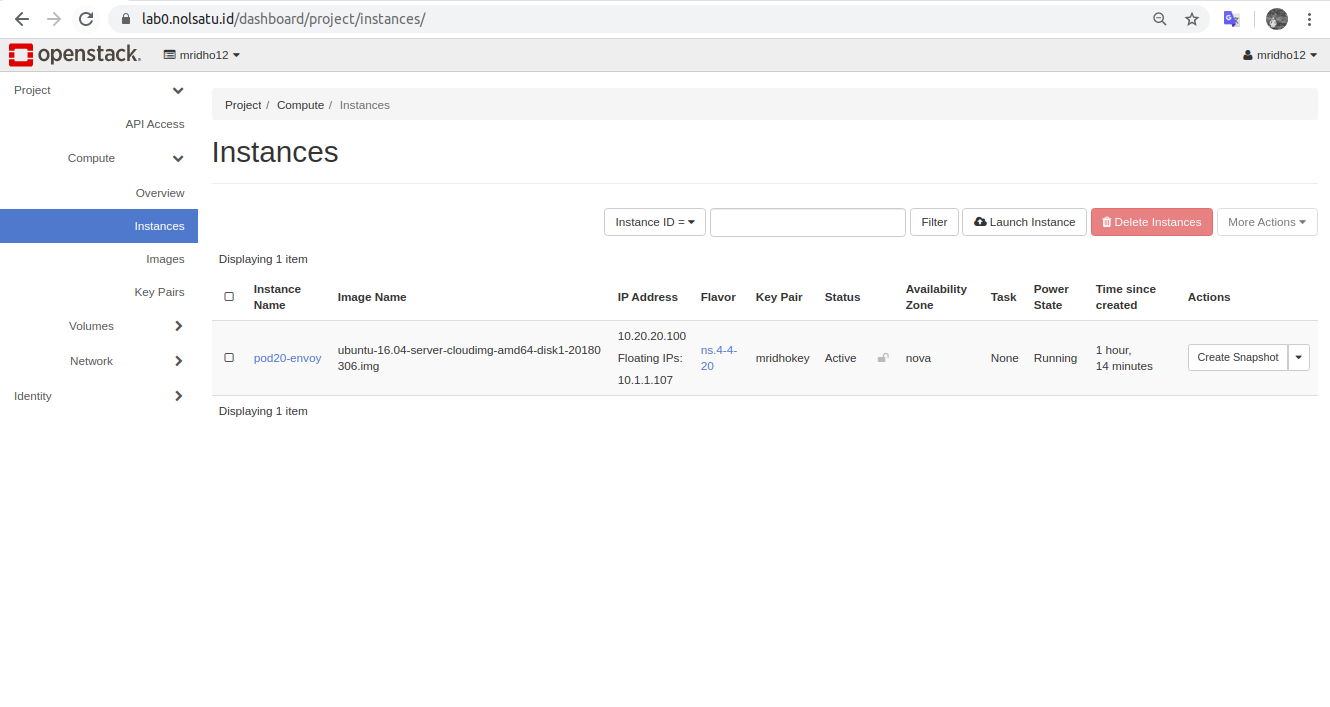 lab0.nolsatu.id/dashboard/project/instances/
openstack. mridho12 mridho12
Project
API Access
Compute
Overview
Instances
Images
Key Pairs
Volumes
Network
Identity
Project / Compute / Instances
Instances
Instance ID = Filter Launch Instance Delete Instances More Actions
Displaying 1 item
Instance Name Image Name IP Address Flavor Key Pair Status Availability Zone Task Power State Time since created Actions
pod20-envoy
ubuntu-16.04-server-cloudimg-amd64-disk1-20180
306.img
10.20.20.100
Floating IPs:
10.1.1.107
ns.4-4-
20
mridhokey
Active
nova
None
Running
1 hour,
14 minutes
Create Snapshot
Displaying 1 item